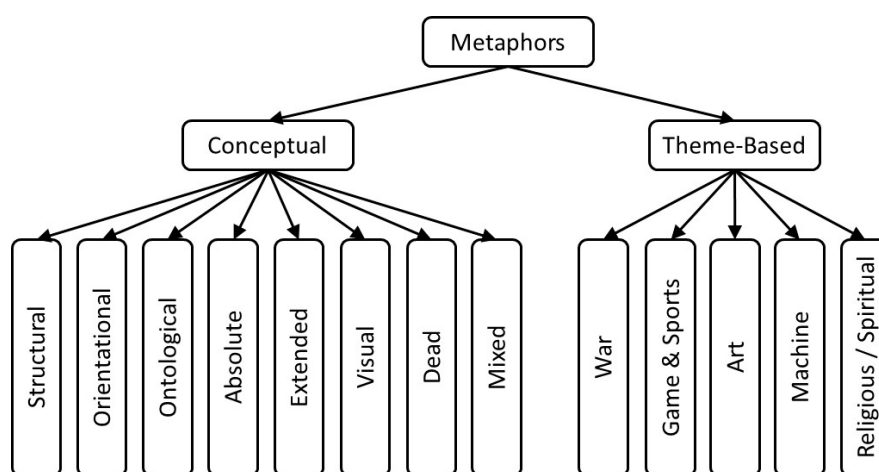 Metaphors
Conceptual
Theme-Based
Structural
Orientational
Ontological
Absolute
Extended
Visual
Dead
Mixed
War
Game & Sports
Art
Machine
Religious / Spiritual